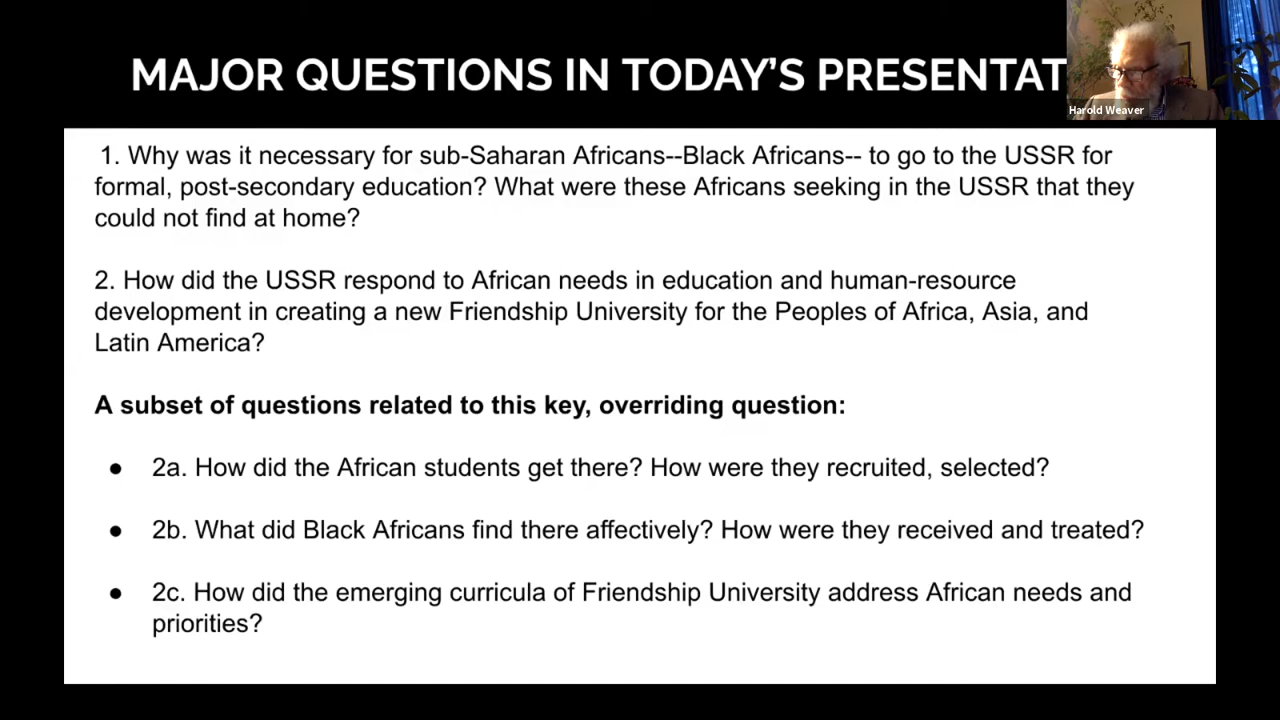 MAJOR QUESTIONS IN TODAY'S PRESENTAT
Harold Weaver
1. Why was it necessary for sub-Saharan Africans--Black Africans-- to go to the USSR for
formal, post-secondary education? What were these Africans seeking in the USSR that they
could not find at home?
2. How did the USSR respond to African needs in education and human-resource
development in creating a new Friendship University for the Peoples of Africa, Asia, and
Latin America?
A subset of questions related to this key, overriding question:
● 2a. How did the African students get there? How were they recruited, selected?
● 2b. What did Black Africans find there affectively? How were they received and treated?
● 2c. How did the emerging curricula of Friendship University address African needs and
priorities?